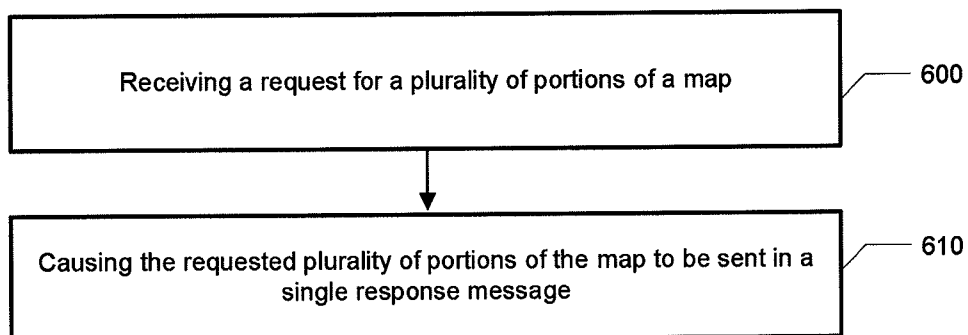 Receiving a request for a plurality of portions of a map
600
Causing the requested plurality of portions of the map to be sent in a
single response message
610